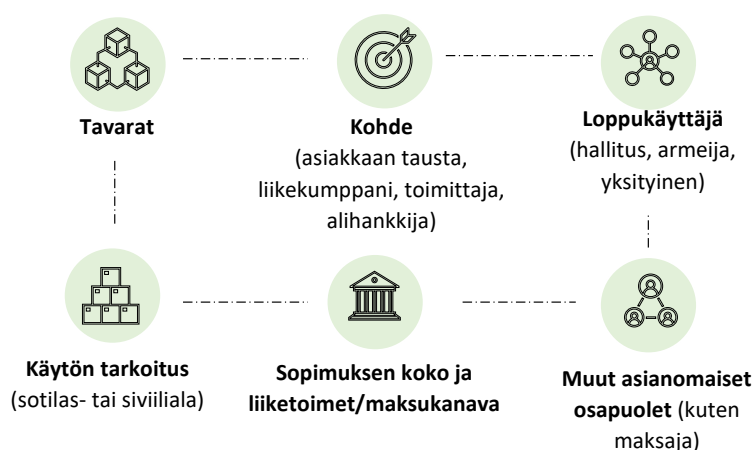 Tavarat
Kohde
(asiakkaan tausta,
liikekumppani, toimittaja,
alihankkija)
Loppukäyttäjä
(hallitus, armeija,
yksityinen)
Käytön tarkoitus
(sotilas- tai siviiliala)
Sopimuksen koko ja
liiketoimet/maksukanava
Muut asianomaiset
osapuolet (kuten
maksaja)